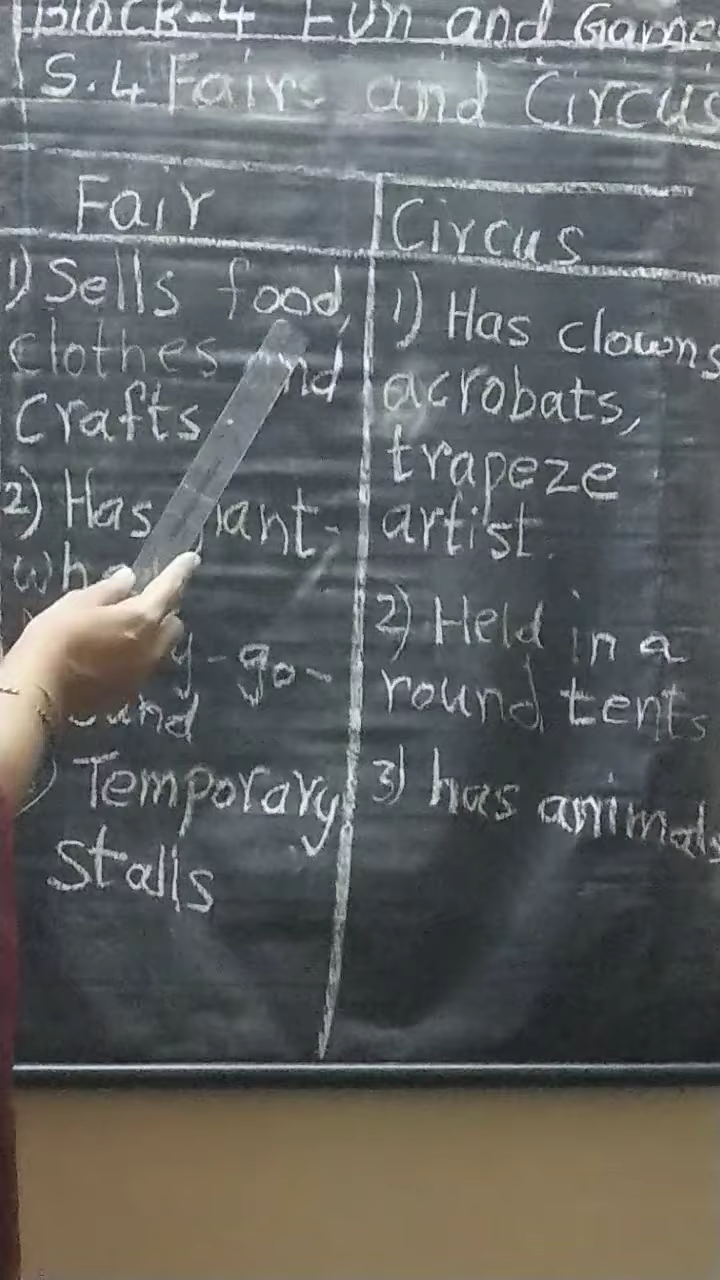 Block-4 Fun and Game
S.4 Fairs and Circus
Fair
1) Sells food,
clothes and
Crafts.
2) Has giant-
y-go-
Temporary
Stalls
Circus
1) Has clowns
acrobats,
trapeze
artist.
2) Held in a
round tents
3) has animals